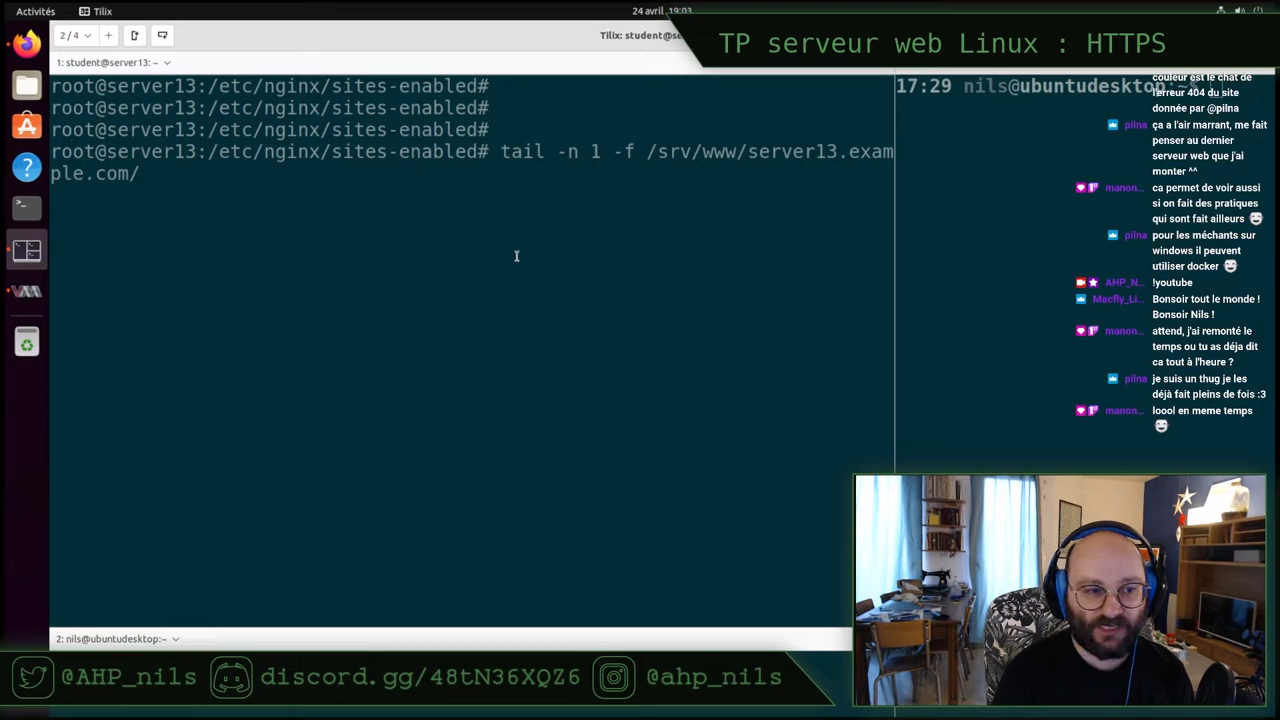 Activités
Tilix
24 avril 19:03
2/4
Tilix: student@se
TP serveur web Linux : HTTPS
1: student@server13: ~
root@server13:/etc/nginx/sites-enabled#
root@server13:/etc/nginx/sites-enabled#
root@server13:/etc/nginx/sites-enabled#
root@server13:/etc/nginx/sites-enabled# tail -n 1 -f /srv/www/server13.exam
ple.com/
17:29 nils@ubuntudesktop:~$
couleur est le chat de
l'erreur 404 du site
donnée par @pilna
pilna ça a l'air marrant, me fait
penser au dernier
serveur web que j'ai
monter ^^
manon... ca permet de voir aussi
si on fait des pratiques
qui sont fait ailleurs
pilna pour les méchants sur
windows il peuvent
utiliser docker
AHP_N... !youtube
Macfly_Li... Bonsoir tout le monde !
Bonsoir Nils !
manon... attend, j'ai remonté le
temps ou tu as déja dit
ca tout à l'heure ?
pilna je suis un thug je les
déjà fait pleins de fois :3
manon... loool en meme temps
2: nils@ubuntudesktop:~
@AHP_nils
discord.gg/48tN36XQZ6
@ahp_nils